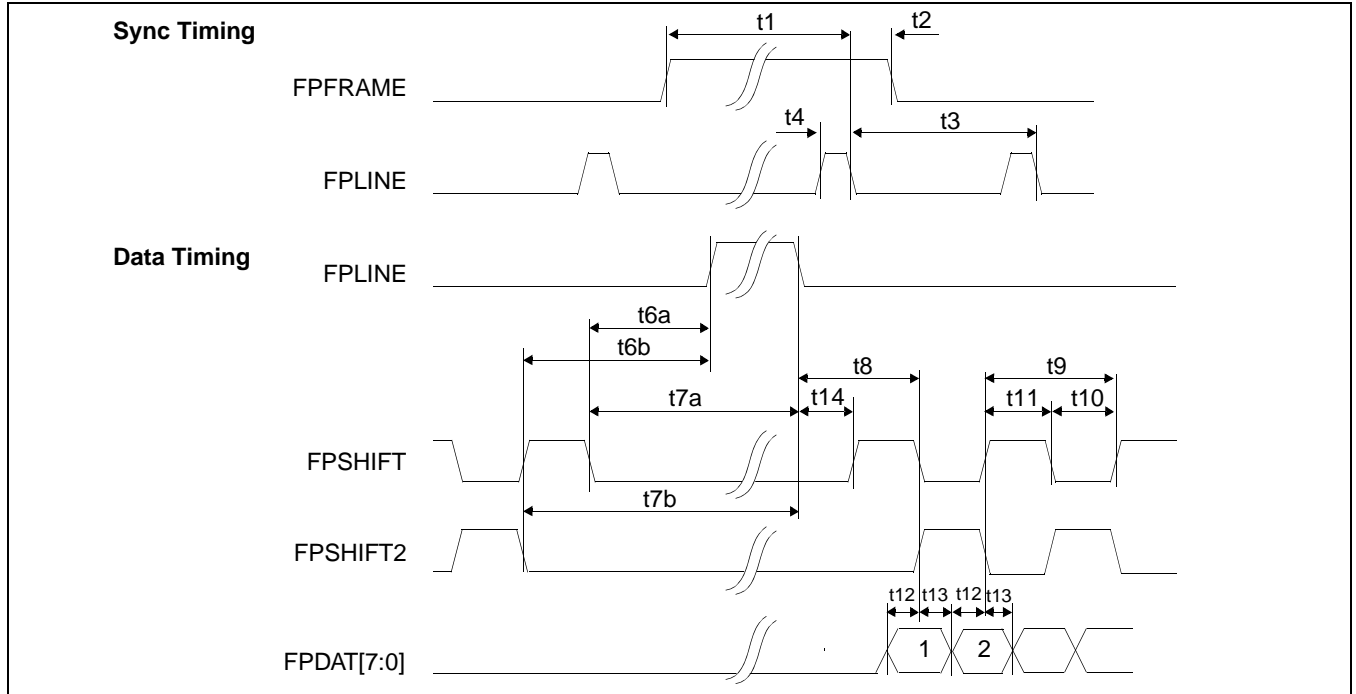 Sync Timing
t1
t2
FPFRAME
t4
t3
FPLINE
Data Timing
FPLINE
t6a
t6b
t8
t9
t7a
t14
t11
t10
FPSHIFT
t7b
FPSHIFT2
t12 t13 t12 t13
1 2
FPDAT[7:0]